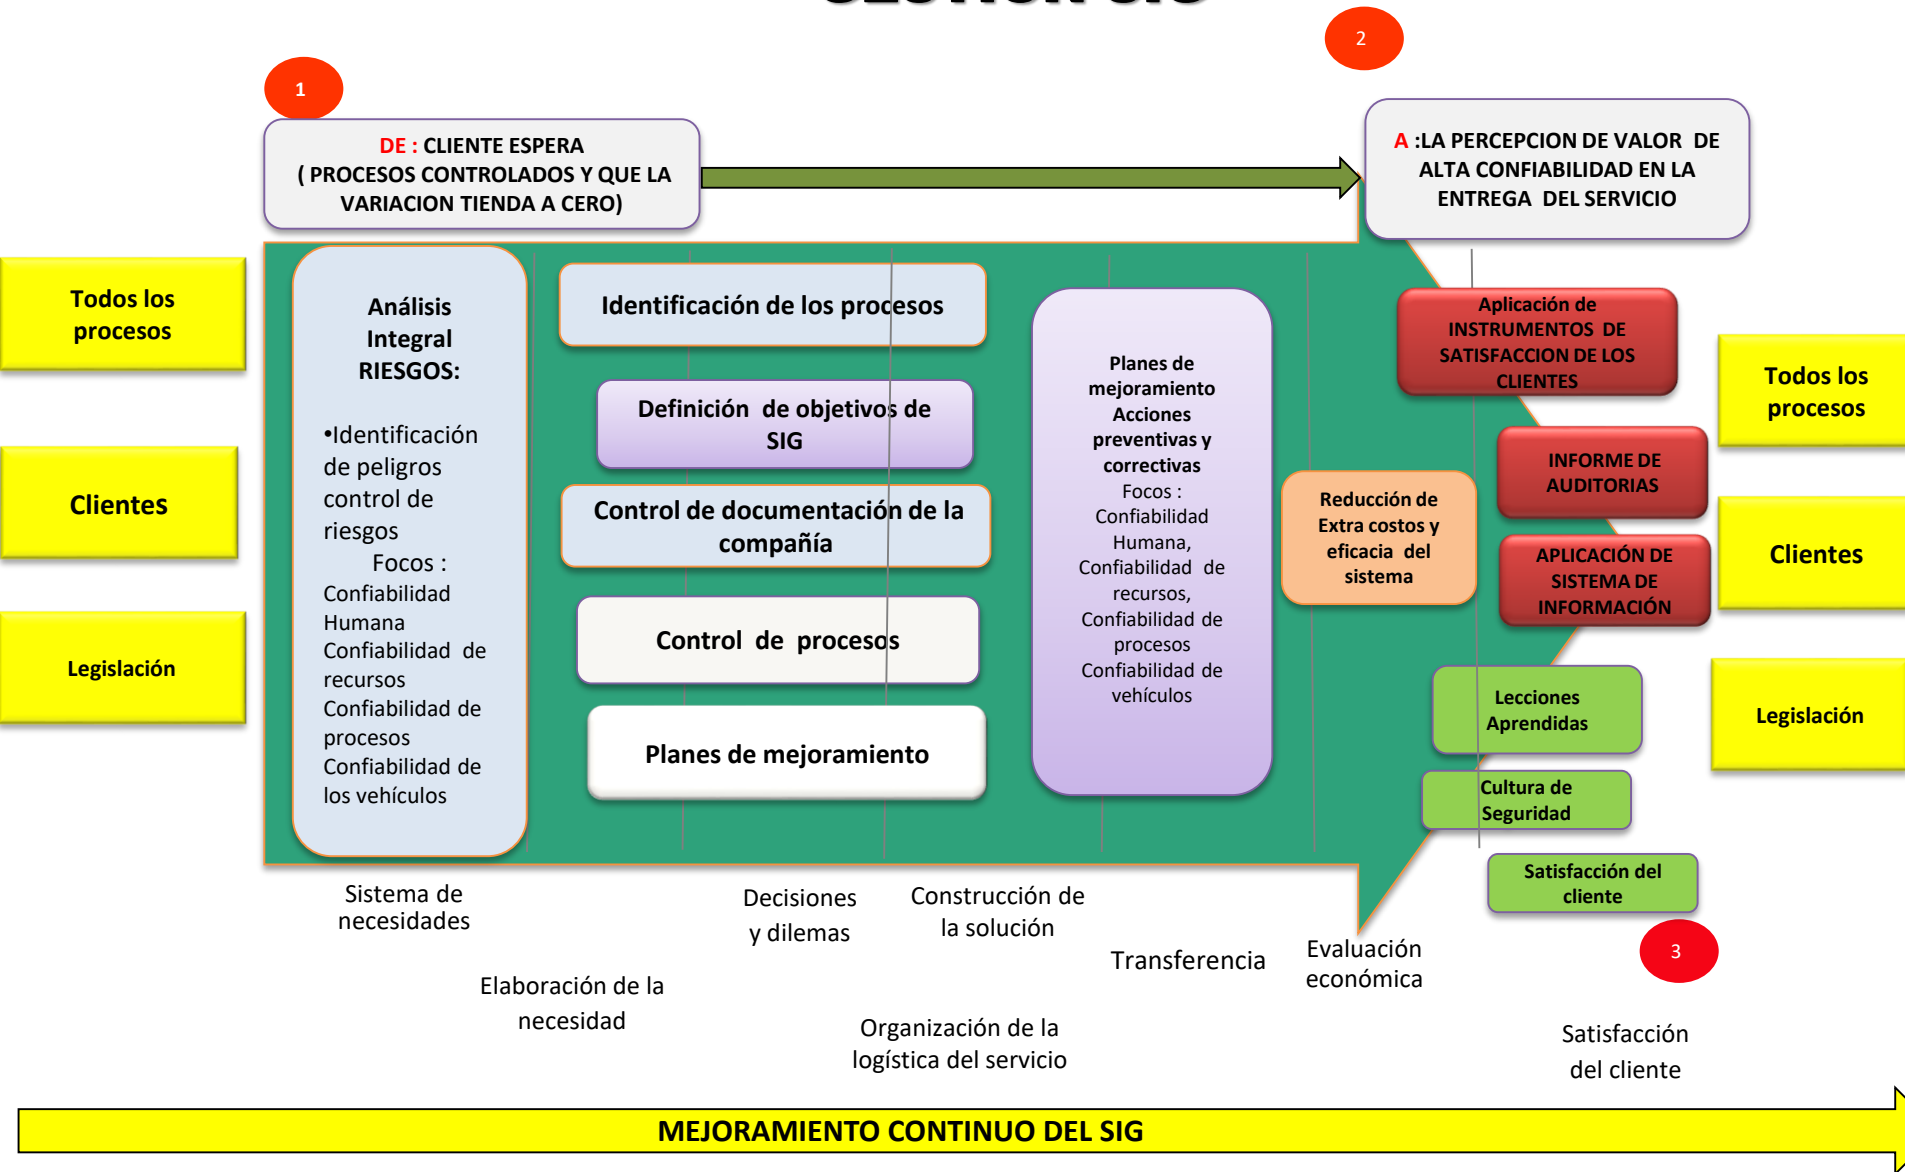 GESTION SIG
2
1
DE : CLIENTE ESPERA
( PROCESOS CONTROLADOS Y QUE LA
VARIACION TIENDA A CERO)
A :LA PERCEPCION DE VALOR DE
ALTA CONFIABILIDAD EN LA
ENTREGA DEL SERVICIO
Todos los
procesos
Clientes
Legislación
Análisis
Integral
RIESGOS:
•Identificación
de peligros
control de
riesgos
Focos :
Confiabilidad
Humana
Confiabilidad de
recursos
Confiabilidad de
procesos
Confiabilidad de
los vehículos
Identificación de los procesos
Definición de objetivos de
SIG
Control de documentación de la
compañía
Control de procesos
Planes de mejoramiento
Planes de
mejoramiento
Acciones
preventivas y
correctivas
Focos :
Confiabilidad
Humana,
Confiabilidad de
recursos,
Confiabilidad de
procesos
Confiabilidad de
vehículos
Reducción de
Extra costos y
eficacia del
sistema
Aplicación de
INSTRUMENTOS DE
SATISFACCION DE LOS
CLIENTES
INFORME DE
AUDITORIAS
APLICACIÓN DE
SISTEMA DE
INFORMACIÓN
Lecciones
Aprendidas
Cultura de
Seguridad
Satisfacción del
cliente
3
Todos los
procesos
Clientes
Legislación
Sistema de
necesidades
Elaboración de la
necesidad
Decisiones
y dilemas
Construcción de
la solución
Organización de la
logística del servicio
Transferencia
Evaluación
económica
Satisfacción
del cliente
MEJORAMIENTO CONTINUO DEL SIG